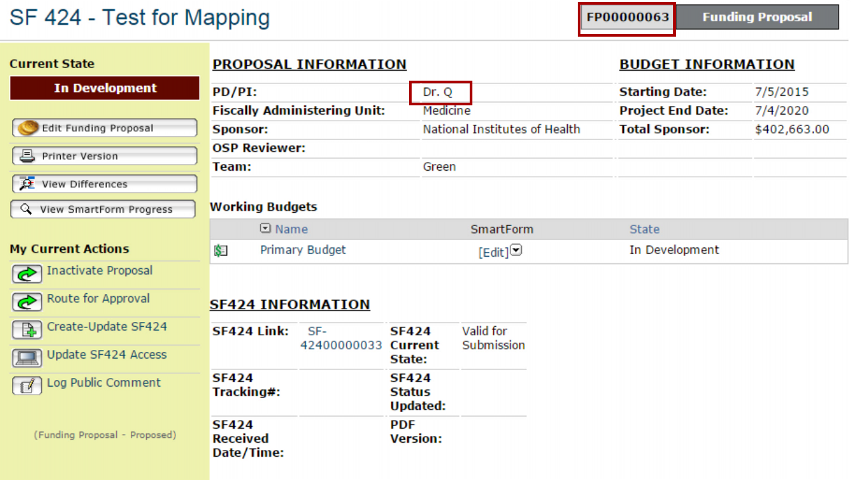 SF 424 - Test for Mapping
FP00000063 Funding Proposal
Current State
In Development
Edit Funding Proposal
Printer Version
View Differences
View SmartForm Progress
My Current Actions
Inactivate Proposal
Route for Approval
Create-Update SF424
Update SF424 Access
Log Public Comment
(Funding Proposal - Proposed)
PROPOSAL INFORMATION
PD/PI: Dr. Q
Fiscally Administering Unit: Medicine
Sponsor: National Institutes of Health
OSP Reviewer:
Team: Green
BUDGET INFORMATION
Starting Date: 7/5/2015
Project End Date: 7/4/2020
Total Sponsor: $402,663.00
Working Budgets
Name SmartForm State
Primary Budget [Edit] In Development
SF424 INFORMATION
SF424 Link: SF-
42400000033
SF424
Current
State:
Valid for
Submission
SF424
Tracking#:
SF424
Status
Updated:
SF424
Received
Date/Time:
PDF
Version: